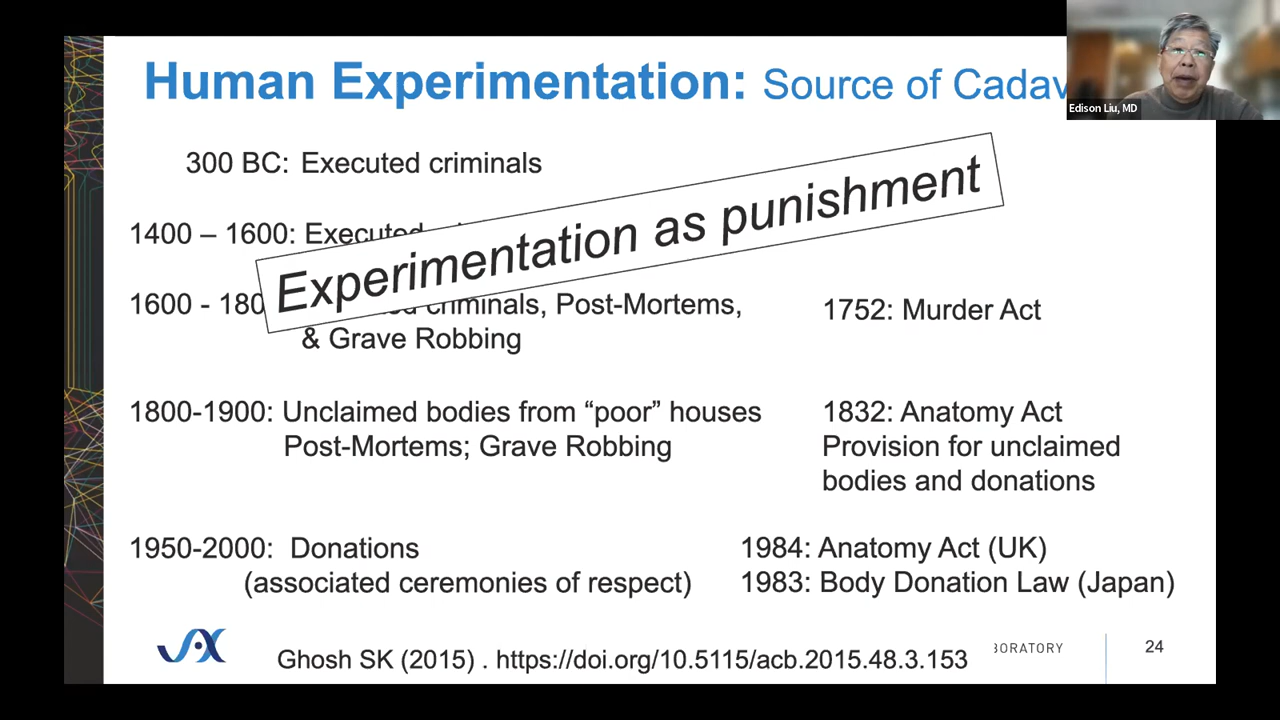 Human Experimentation: Source of
Edison Liu, MD
300 BC: Executed criminals
Experimentation as punishment
1400 – 1600: Executed
1600 - criminals, Post-Mortems,
& Grave Robbing
1752: Murder Act
1800-1900: Unclaimed bodies from “poor” houses
Post-Mortems; Grave Robbing
1832: Anatomy Act
Provision for unclaimed
bodies and donations
1950-2000: Donations
(associated ceremonies of respect)
1984: Anatomy Act (UK)
1983: Body Donation Law (Japan)
JAX
Ghosh SK (2015) . https://doi.org/10.5115/acb.2015.48.3.153
BORATORY
24